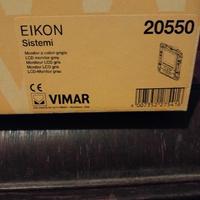 EIKON
20550
Sistemi
Monitor a colori grigio
LCD monitor grey
Moniteur LCD gris
Monitor LCD gris
LCD-Monitor grau
CE
VIMAR